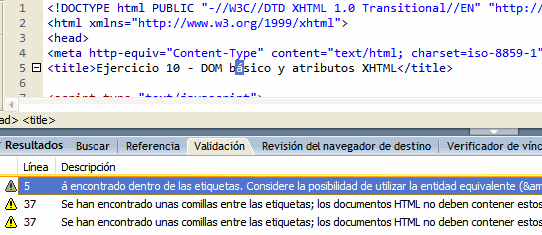 1 <!DOCTYPE html PUBLIC "-//W3C//DTD XHTML 1.0 Transitional//EN" "http://
2 <html xmlns="http://www.w3.org/1999/xhtml">
3 <head>
4 <meta http-equiv="Content-Type" content="text/html; charset=iso-8859-1"
5 <title>Ejercicio 10 - DOM básico y atributos XHTML</title>
<script type="text/javascript">
ad> <title>
Resultados Buscar Referencia Validación Revisión del navegador de destino Verificador de vínc
Línea Descripción
5 á encontrado dentro de las etiquetas. Considere la posibilidad de utilizar la entidad equivalente (&am
37 Se han encontrado unas comillas entre las etiquetas; los documentos HTML no deben contener estos
37 Se han encontrado unas comillas entre las etiquetas; los documentos HTML no deben contener estos